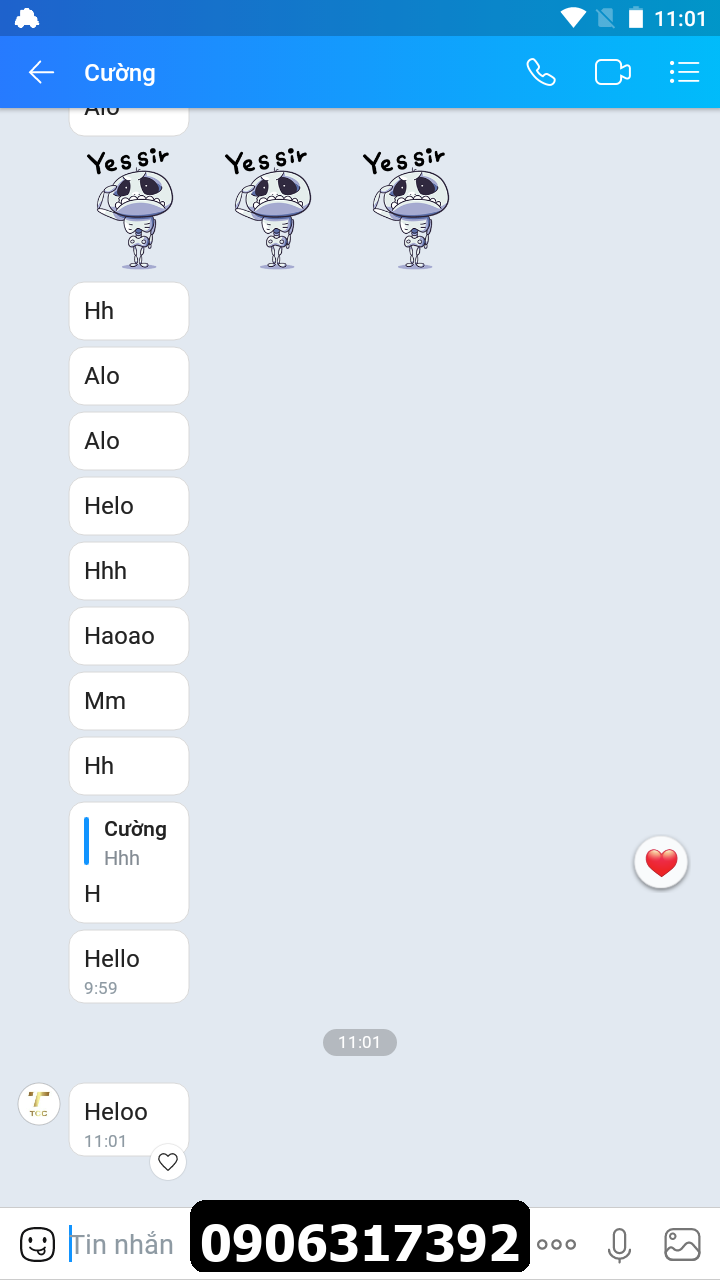 11:01
Cường
Alo
Yes sir Yes sir Yes sir
Hh
Alo
Alo
Helo
Hhh
Haoao
Mm
Hh
Cường
Hhh
H
Hello
9:59
11:01
TCG
Heloo
11:01
Tin nhắn
0906317392